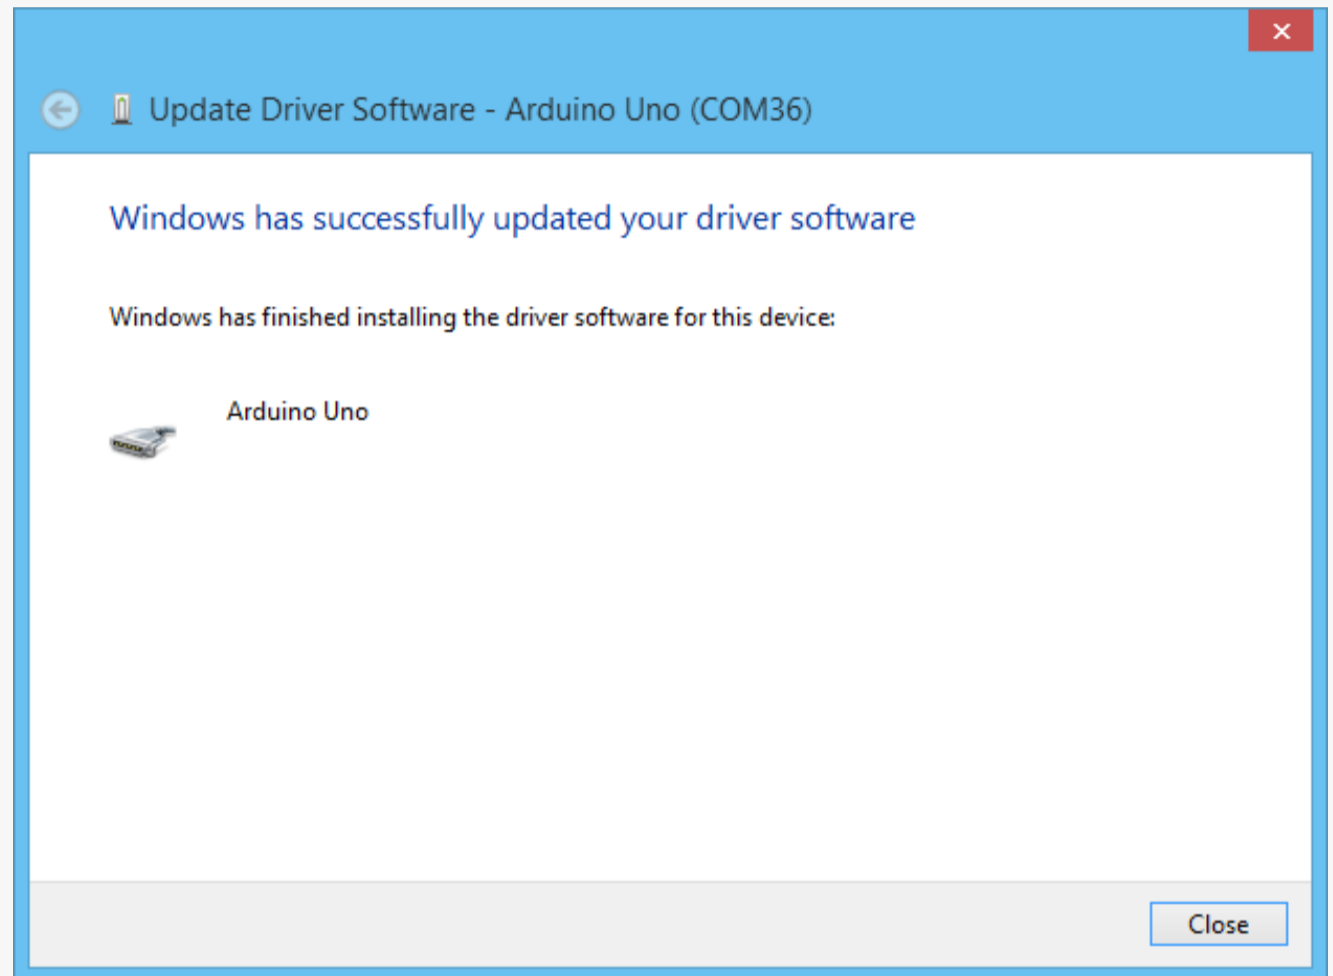 Update Driver Software - Arduino Uno (COM36)
Windows has successfully updated your driver software
Windows has finished installing the driver software for this device:
Arduino Uno
Close